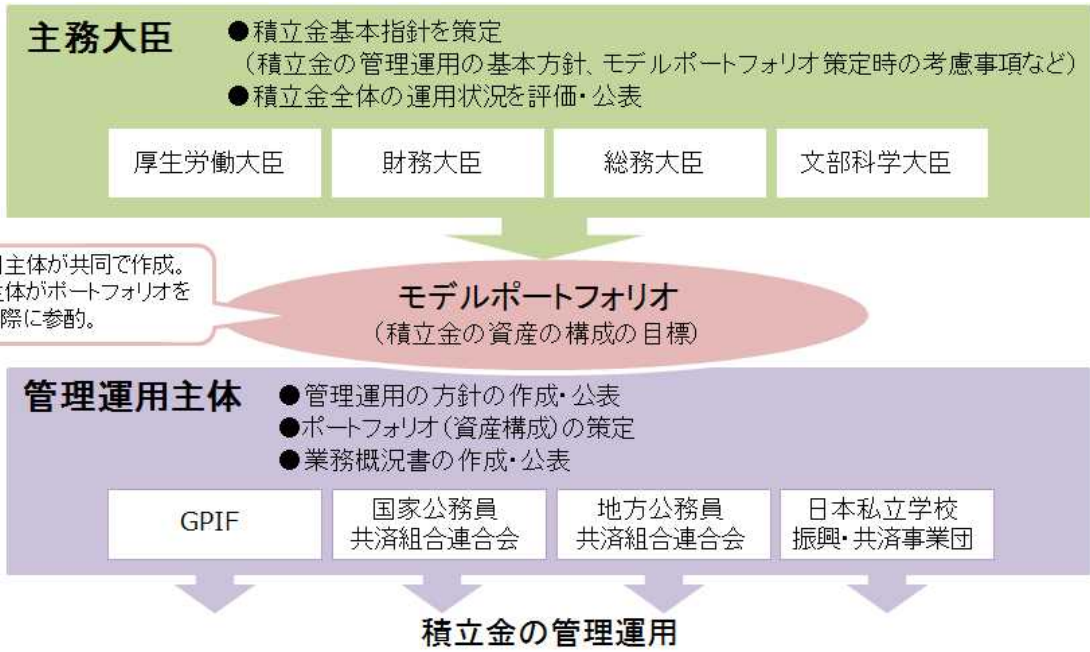 主務大臣
●積立金基本指針を策定
（積立金の管理運用の基本方針、モデルポートフォリオ策定時の考慮事項など）
●積立金全体の運用状況を評価・公表
厚生労働大臣
財務大臣
総務大臣
文部科学大臣
主体が共同で作成。
主体がポートフォリオを
際に参酌。
モデルポートフォリオ
（積立金の資産の構成の目標）
管理運用主体
●管理運用の方針の作成・公表
●ポートフォリオ（資産構成）の策定
●業務概況書の作成・公表
GPIF
国家公務員
共済組合連合会
地方公務員
共済組合連合会
日本私立学校
振興・共済事業団
積立金の管理運用